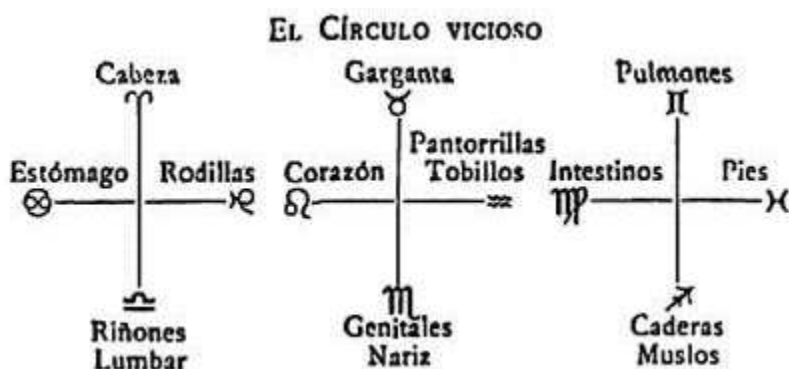 EL CÍRCULO VICIOSO
Cabeza
Garganta
Pulmones
♈
♉
♊
Estómago
Rodillas
Corazón
Pantorrillas
Tobillos
Intestinos
Pies
⊗
♑
♌
♒
♍
♓
♎
♏
♐
Riñones
Lumbar
Genitales
Nariz
Caderas
Muslos